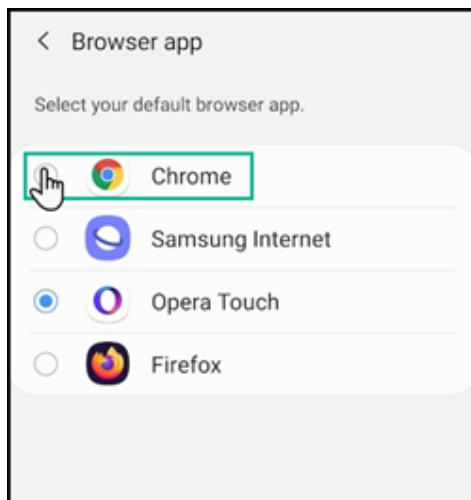 Browser app
Select your default browser app.
Chrome
Samsung Internet
Opera Touch
Firefox